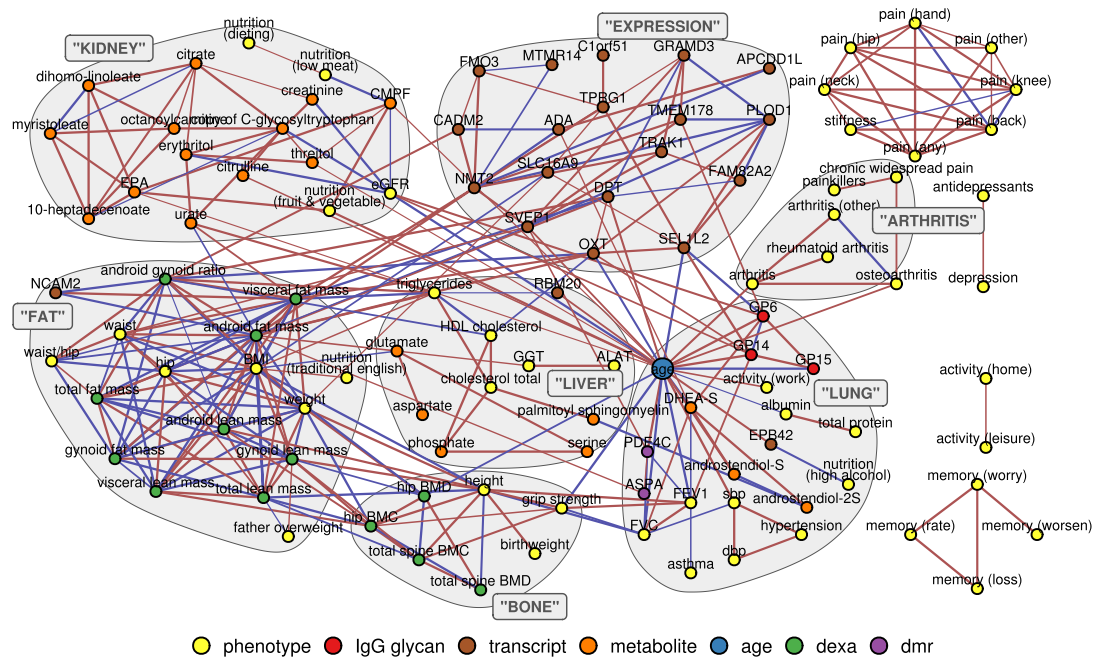 "KIDNEY"
nutrition
(dieting)
citrate
nutrition
(low meat)
dihomo-linoleate
creatinine
CMPF
myristoleate
octanoylcarnitine
of C-glycosyltryptophan
erythritol
threitol
citrulline
EPA
eGFR
nutrition
(fruit & vegetable)
10-heptadecenoate
urate
"EXPRESSION"
C1orf51
GRAMD3
MTMR14
FMO3
APCDD1L
TPRG1
TMEM178
PLOD1
CADM2
ADA
TRAK1
SLC16A9
FAM82A2
NMT2
DPT
SVEP1
OXT
SEL1L2
pain (hand)
pain (hip)
pain (other)
pain (neck)
pain (knee)
stiffness
pain (back)
pain (any)
chronic widespread pain
painkillers
antidepressants
arthritis (other)
"ARTHRITIS"
rheumatoid arthritis
arthritis
osteoarthritis
depression
"FAT"
NCAM2
android gynoid ratio
visceral fat mass
waist
android fat mass
waist/hip
hip
BMI
nutrition
(traditional english)
total fat mass
weight
android lean mass
gynoid fat mass
gynoid lean mass
visceral lean mass
total lean mass
father overweight
triglycerides
RBM20
HDL cholesterol
glutamate
GGT
ALAT
cholesterol total
"LIVER"
aspartate
palmitoyl sphingomyelin
phosphate
serine
GP6
GP14
GP15
age
activity (work)
"LUNG"
DHEA-S
albumin
total protein
PDE4C
EPB42
androstendiol-S
nutrition
(high alcohol)
ASPA
FEV1
sbp
androstendiol-2S
FVC
hypertension
dbp
asthma
hip BMD
height
grip strength
hip BMC
birthweight
total spine BMC
total spine BMD
"BONE"
activity (home)
activity (leisure)
memory (worry)
memory (rate)
memory (worsen)
memory (loss)
phenotype
IgG glycan
transcript
metabolite
age
dexa
dmr